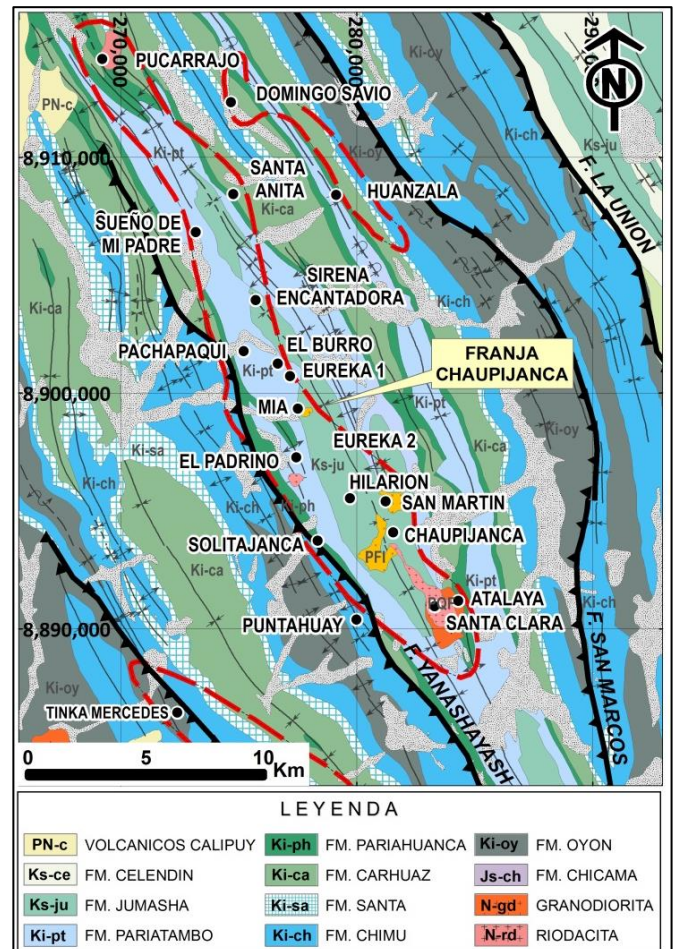 270,000
280,000
PUCARRAJO
Ki-oy
N
DOMINGO SAVIO
PN-c
Ki-pt
Ki-ch
Ks-ju
8,910,000
Ki-oy
SANTA
ANITA
HUANZALA
F. LA UNION
Ki-ca
SUEÑO DE
MI PADRE
SIRENA
ENCANTADORA
Ki-ch
Ki-ca
PACHAPAQUI
EL BURRO
Ki-pt
EUREKA 1
FRANJA
CHAUPIJANCA
8,900,000
Ki-pt
MIA
Ki-oy
EUREKA 2
Ki-sa
Ki-ca
EL PADRINO
Ks-ju
Ki-ch
HILARION
Ki-ch
Ki-ph
SAN MARTIN
CHAUPIJANCA
SOLITAJANCA
PFI
Ki-ca
Ki-pt
ATALAYA
Ki-ch
SANTA CLARA
PUNTAHUAY
8,890,000
F. SAN MARCOS
F. YANASHAYASH
Ki-oy
TINKA MERCEDES
0 5 10
Km
LEYENDA
PN-c VOLCANICOS CALIPUY
Ki-ph FM. PARIAHUANCA
Ki-oy FM. OYON
Ks-ce FM. CELENDIN
Ki-ca FM. CARHUAZ
Js-ch FM. CHICAMA
Ks-ju FM. JUMASHA
Ki-sa FM. SANTA
N-gd GRANODIORITA
Ki-pt FM. PARIATAMBO
Ki-ch FM. CHIMU
N-rd RIODACITA